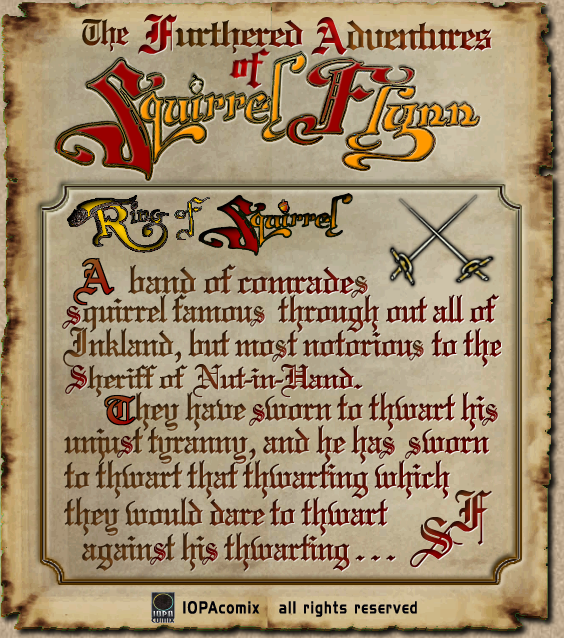 The Furthered Adventures
of
Squirrel Flynn
Ring of Squirrel
A band of comrades
squirrel famous through out all of
Inkland, but most notorious to the
Sheriff of Nut-in-Hand.
They have sworn to thwart his
unjust tyranny, and he has sworn
to thwart that thwarting which
they would dare to thwart
against his thwarting . . .
SF
IOPA COMIX IOPAcomix all rights reserved